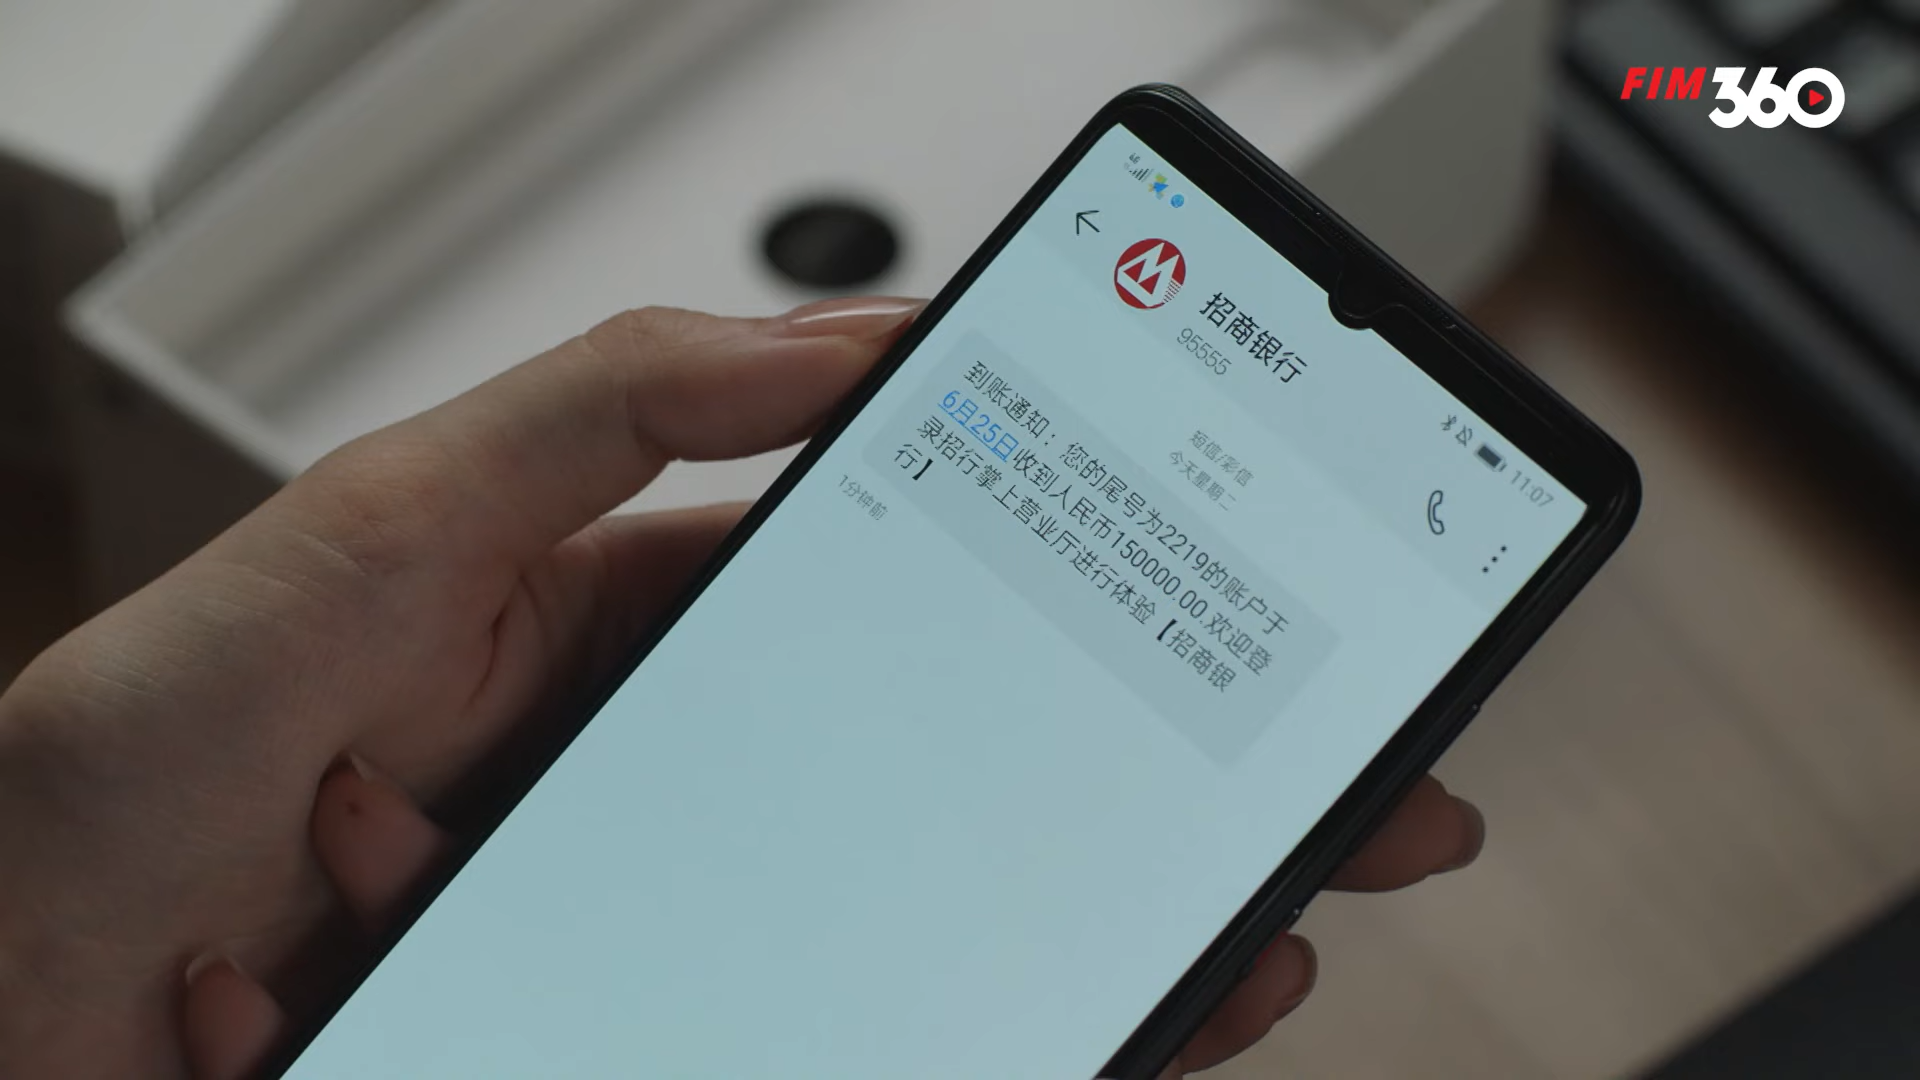 FIM360
11:07
招商银行
95555
短信/彩信
今天星期二
到账通知：您的尾号为2219的账户于
6月25日收到人民币150000.00.欢迎登
录招行掌上营业厅进行体验【招商银
行】
1分钟前